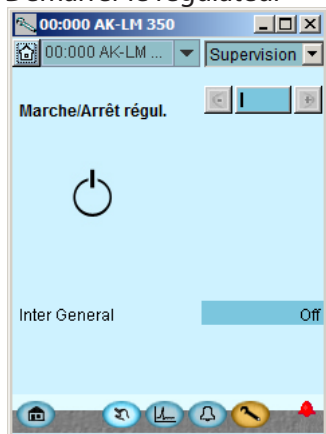 00:000 AK-LM 350
00:000 AK-LM ...
Supervision
Marche/Arrêt régul.
Inter General
Off